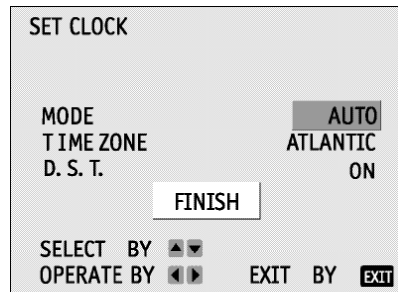 SET CLOCK
MODE AUTO
TIME ZONE ATLANTIC
D. S. T. ON
FINISH
SELECT BY ▲ ▼
OPERATE BY ◀ ▶ EXIT BY EXIT